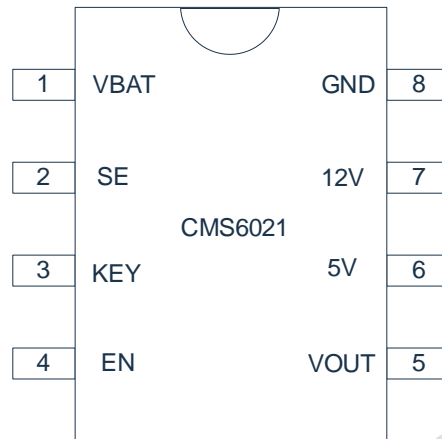 1 VBAT GND 8
2 SE 12V 7
CMS6021
3 KEY 5V 6
4 EN VOUT 5